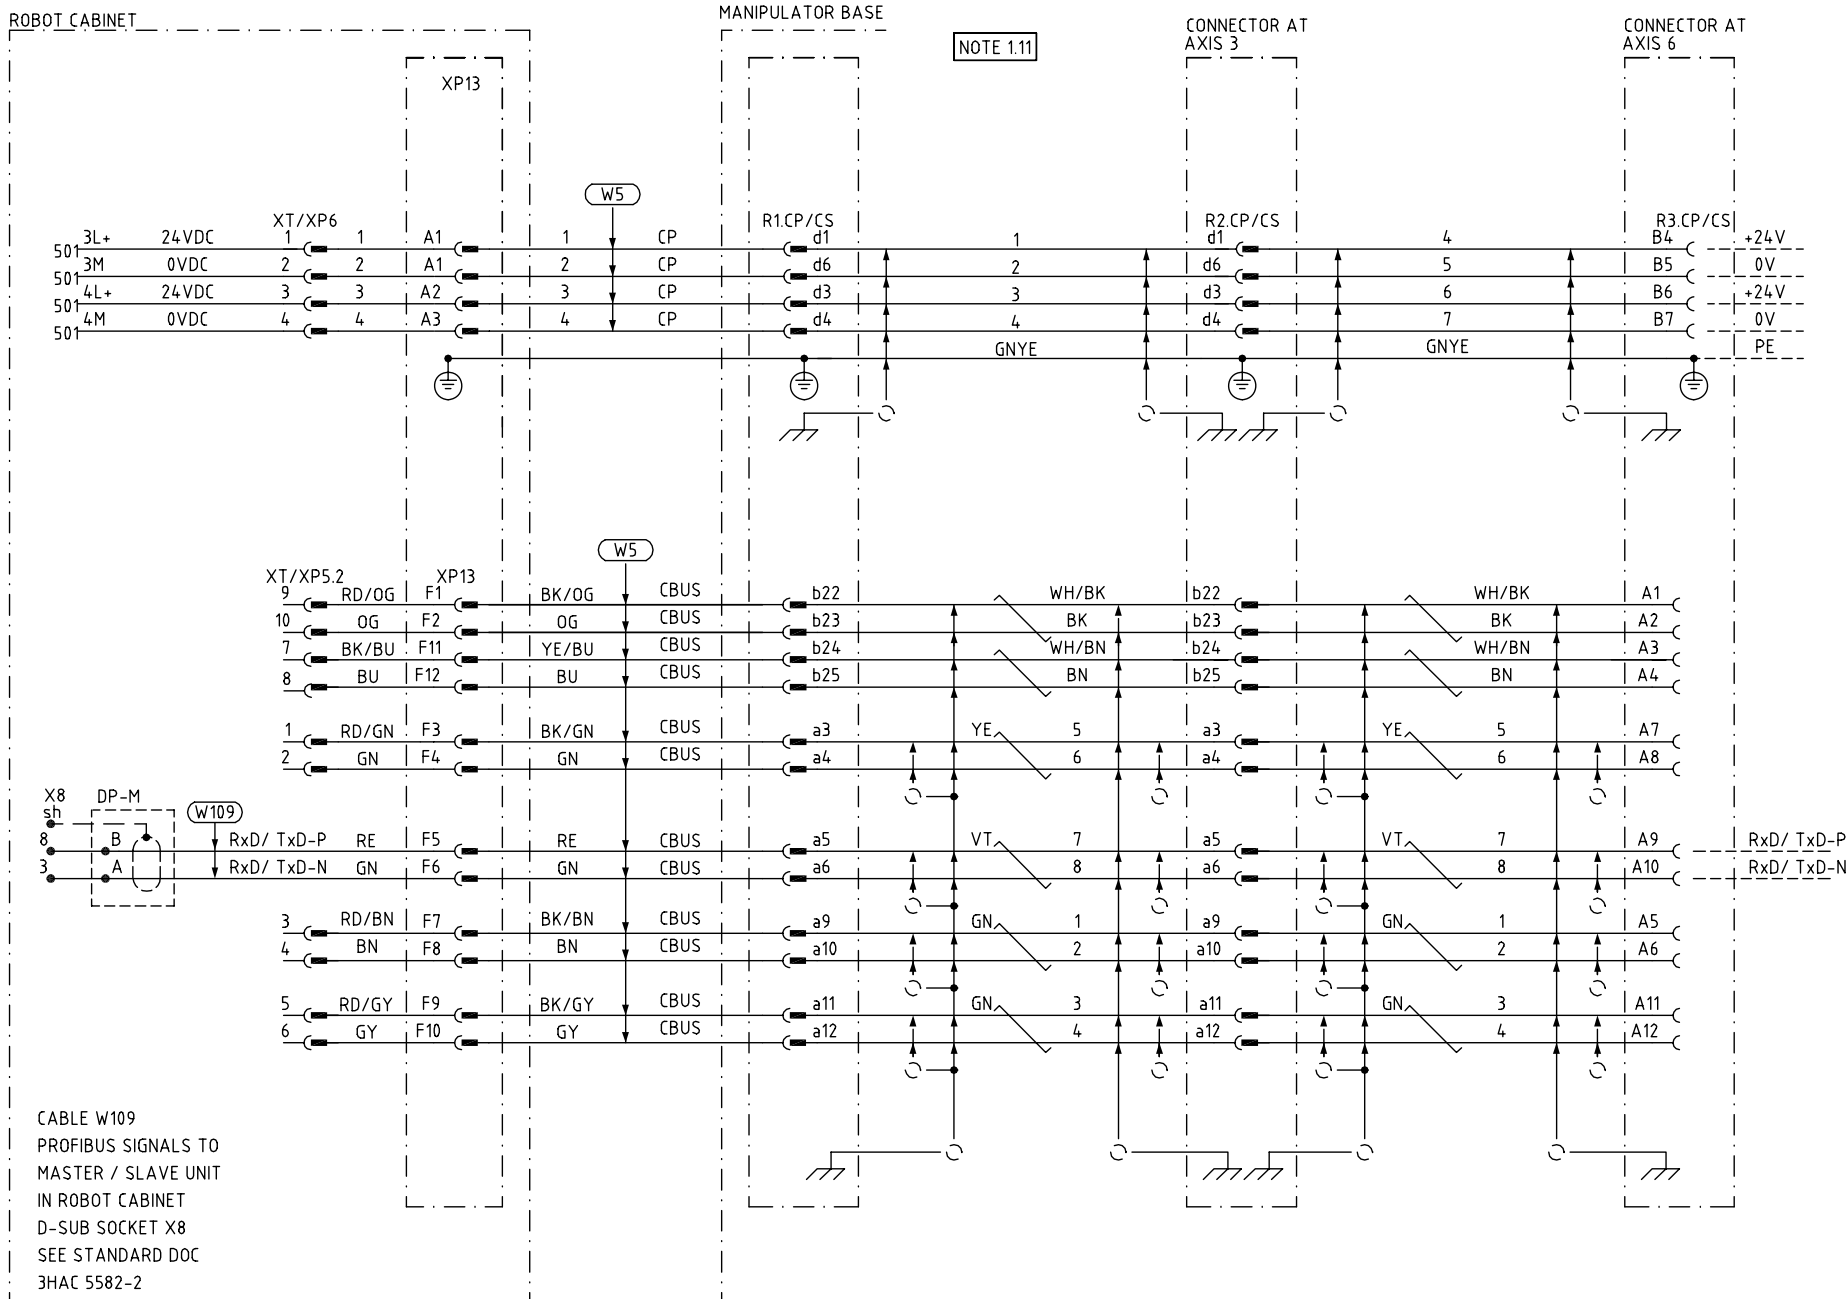 ROBOT CABINET
MANIPULATOR BASE
NOTE 1.11
CONNECTOR AT
AXIS 3
CONNECTOR AT
AXIS 6
XP13
W5
XT/XP6 R1.CP/CS R2.CP/CS R3.CP/CS
501 3L+ 24VDC 1 1 A1 1 CP d1 1 d1 4 B4 +24V
501 3M 0VDC 2 2 A1 2 CP d6 2 d6 5 B5 0V
501 4L+ 24VDC 3 3 A2 3 CP d3 3 d3 6 B6 +24V
501 4M 0VDC 4 4 A3 4 CP d4 4 d4 7 B7 0V
GNYE GNYE PE
W5
XT/XP5.2 XP13
9 RD/OG F1 BK/OG CBUS b22 WH/BK b22 WH/BK A1
10 OG F2 OG CBUS b23 BK b23 BK A2
7 BK/BU F11 YE/BU CBUS b24 WH/BN b24 WH/BN A3
8 BU F12 BU CBUS b25 BN b25 BN A4
1 RD/GN F3 BK/GN CBUS a3 YE 5 a3 YE 5 A7
2 GN F4 GN CBUS a4 6 a4 6 A8
X8 DP-M W109
sh
8 B RxD/ TxD-P RE F5 RE CBUS a5 VT 7 a5 VT 7 A9 RxD/ TxD-P
3 A RxD/ TxD-N GN F6 GN CBUS a6 8 a6 8 A10 RxD/ TxD-N
3 RD/BN F7 BK/BN CBUS a9 GN 1 a9 GN 1 A5
4 BN F8 BN CBUS a10 2 a10 2 A6
5 RD/GY F9 BK/GY CBUS a11 GN 3 a11 GN 3 A11
6 GY F10 GY CBUS a12 4 a12 4 A12
CABLE W109
PROFIBUS SIGNALS TO
MASTER / SLAVE UNIT
IN ROBOT CABINET
D-SUB SOCKET X8
SEE STANDARD DOC
3HAC 5582-2